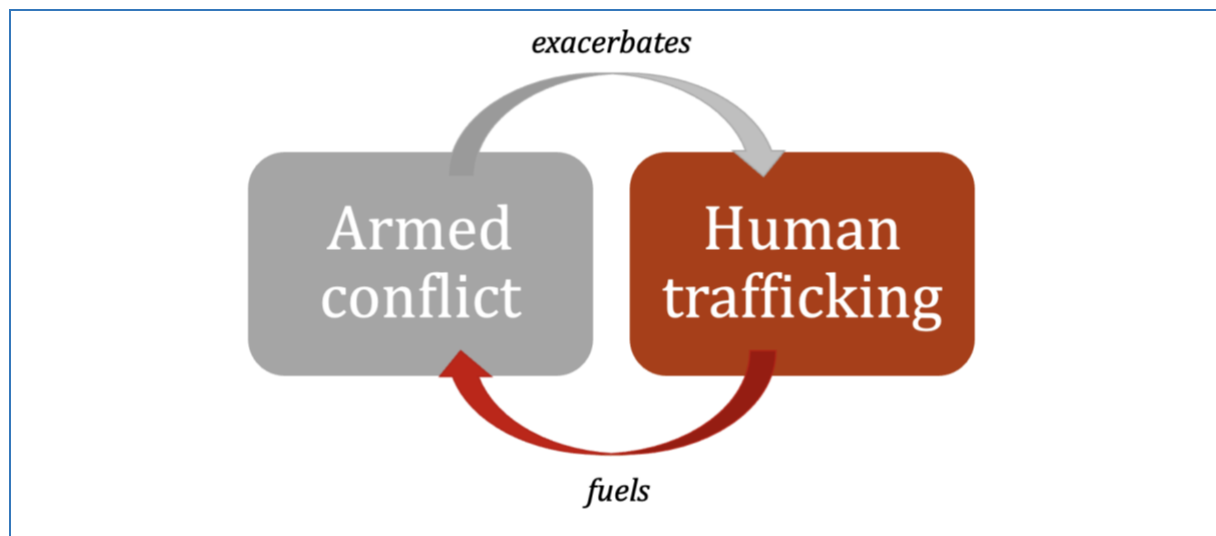 exacerbates
Armed
conflict
Human
trafficking
fuels